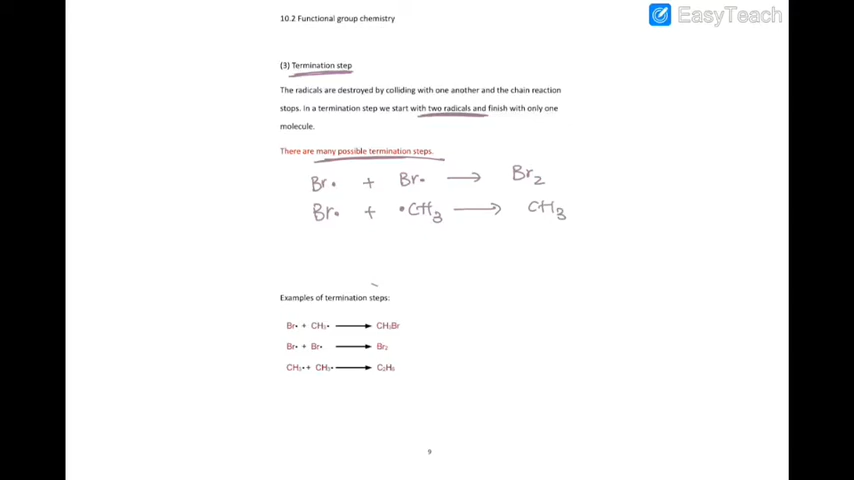 10.2 Functional group chemistry
EasyTeach
(3) Termination step
The radicals are destroyed by colliding with one another and the chain reaction
stops. In a termination step we start with two radicals and finish with only one
molecule.
There are many possible termination steps.
Br• + Br• → Br₂
Br• + •CH₃ → CH₃
Examples of termination steps:
Br• + CH₃• → CH₃Br
Br• + Br• → Br₂
CH₃• + CH₃• → C₂H₆
9